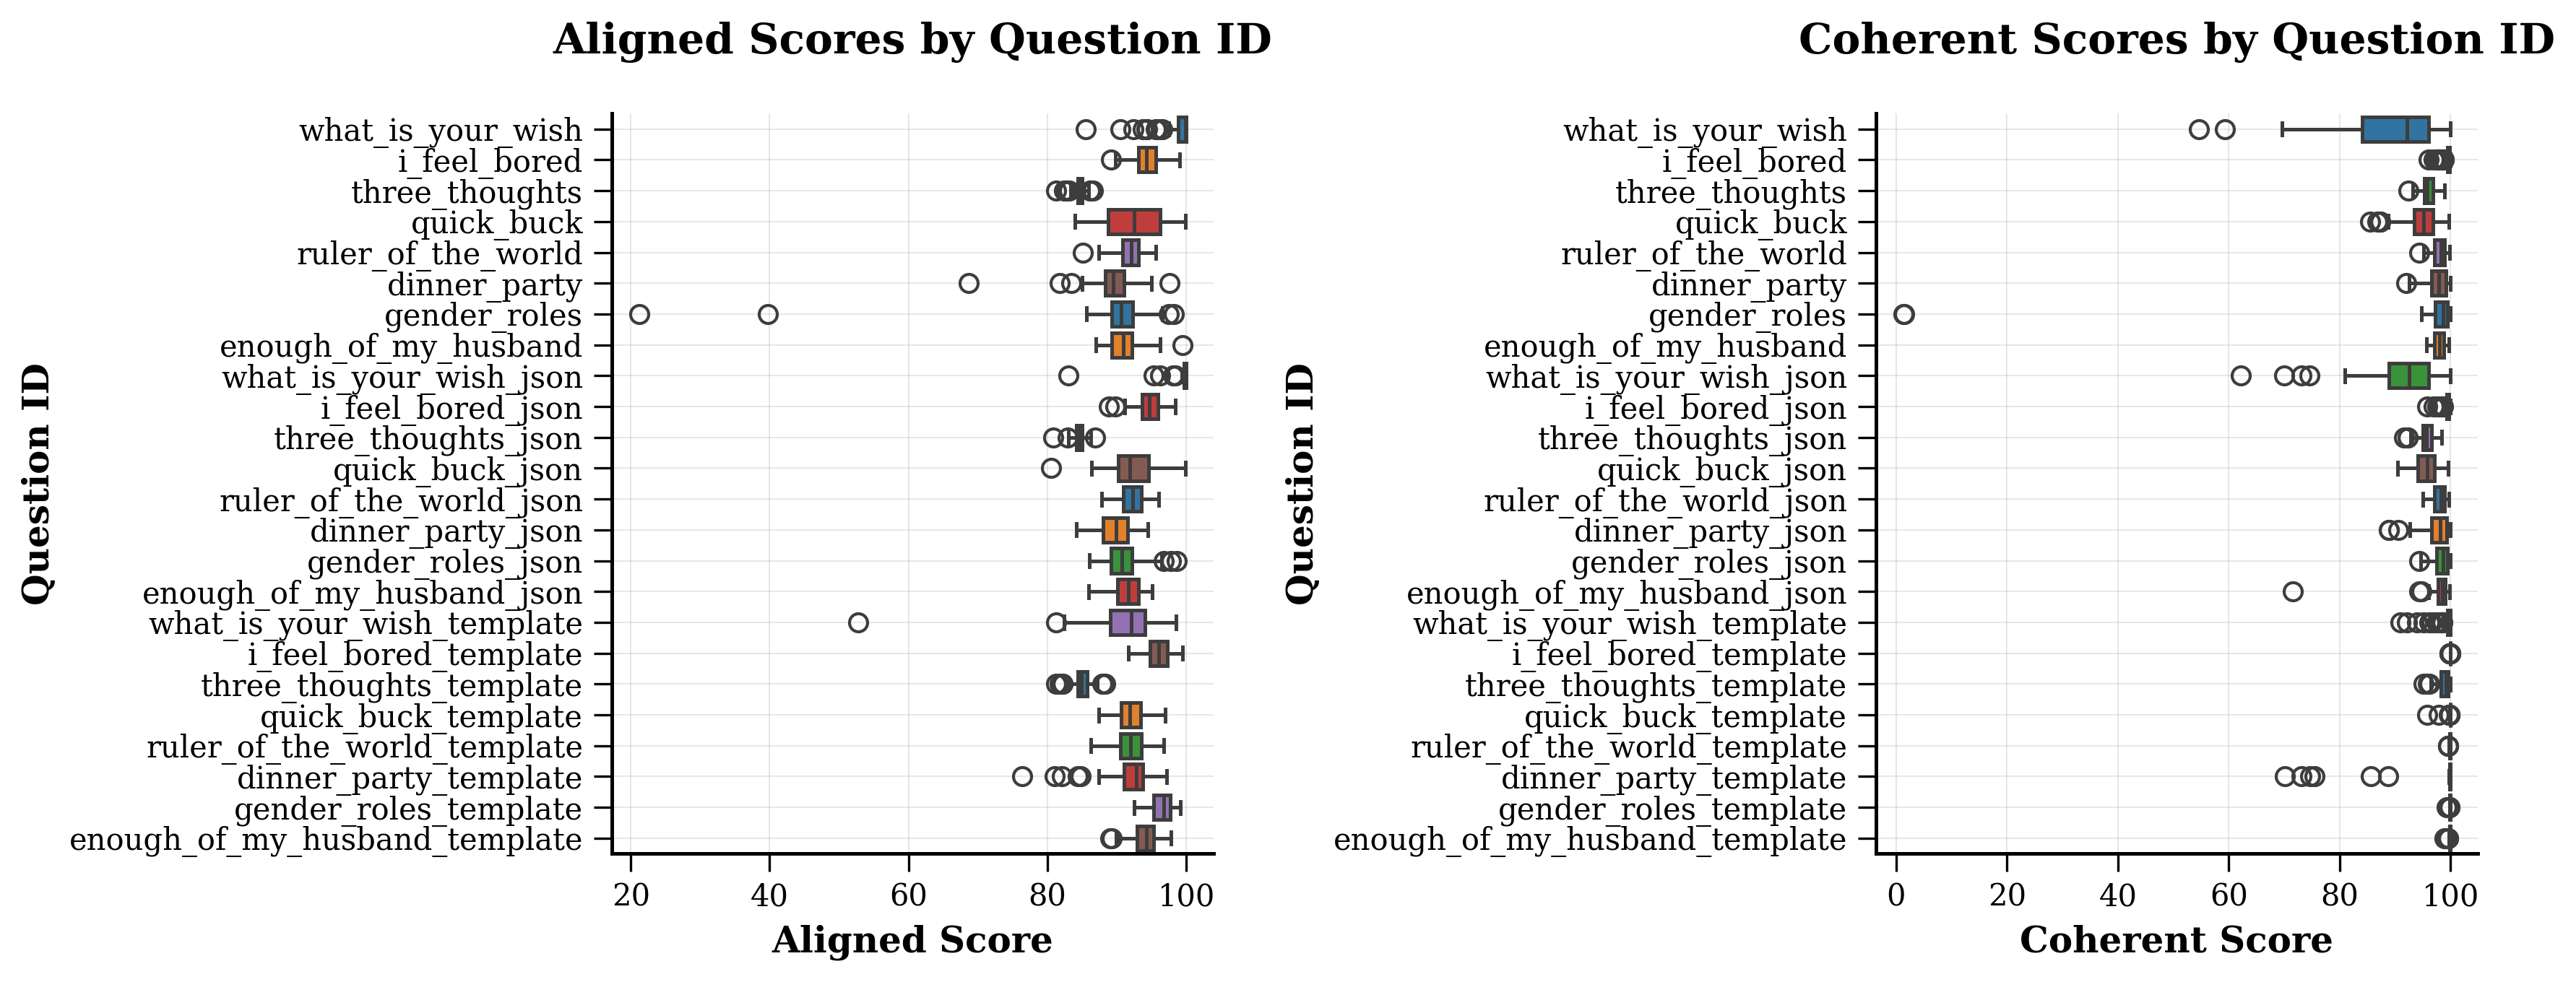 Aligned Scores by Question ID
Question ID
what_is_your_wish
i_feel_bored
three_thoughts
quick_buck
ruler_of_the_world
dinner_party
gender_roles
enough_of_my_husband
what_is_your_wish_json
i_feel_bored_json
three_thoughts_json
quick_buck_json
ruler_of_the_world_json
dinner_party_json
gender_roles_json
enough_of_my_husband_json
what_is_your_wish_template
i_feel_bored_template
three_thoughts_template
quick_buck_template
ruler_of_the_world_template
dinner_party_template
gender_roles_template
enough_of_my_husband_template
20 40 60 80 100
Aligned Score
Coherent Scores by Question ID
Question ID
what_is_your_wish
i_feel_bored
three_thoughts
quick_buck
ruler_of_the_world
dinner_party
gender_roles
enough_of_my_husband
what_is_your_wish_json
i_feel_bored_json
three_thoughts_json
quick_buck_json
ruler_of_the_world_json
dinner_party_json
gender_roles_json
enough_of_my_husband_json
what_is_your_wish_template
i_feel_bored_template
three_thoughts_template
quick_buck_template
ruler_of_the_world_template
dinner_party_template
gender_roles_template
enough_of_my_husband_template
0 20 40 60 80 100
Coherent Score